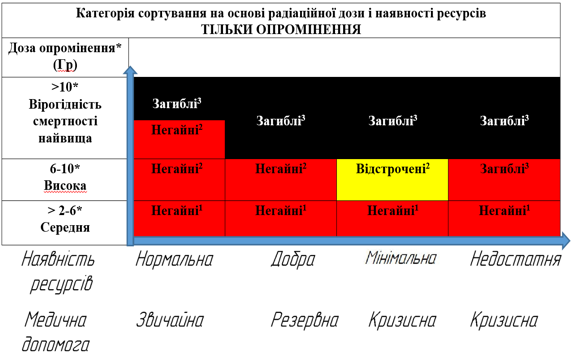 Категорія сортування на основі радіаційної дози і наявності ресурсів
ТІЛЬКИ ОПРОМІНЕННЯ
Доза опромінення*
(Гр)
>10*
Вірогідність
смертності
найвища
Загиблі³
Негайні²
Загиблі³
Загиблі³
Загиблі³
6-10*
Висока
Негайні²
Негайні²
Відстрочені²
Загиблі³
> 2-6*
Середня
Негайні¹
Негайні¹
Негайні¹
Негайні¹
Наявність
ресурсів
Нормальна
Добра
Мінімальна
Недостатня
Медична
допомога
Звичайна
Резервна
Кризисна
Кризисна